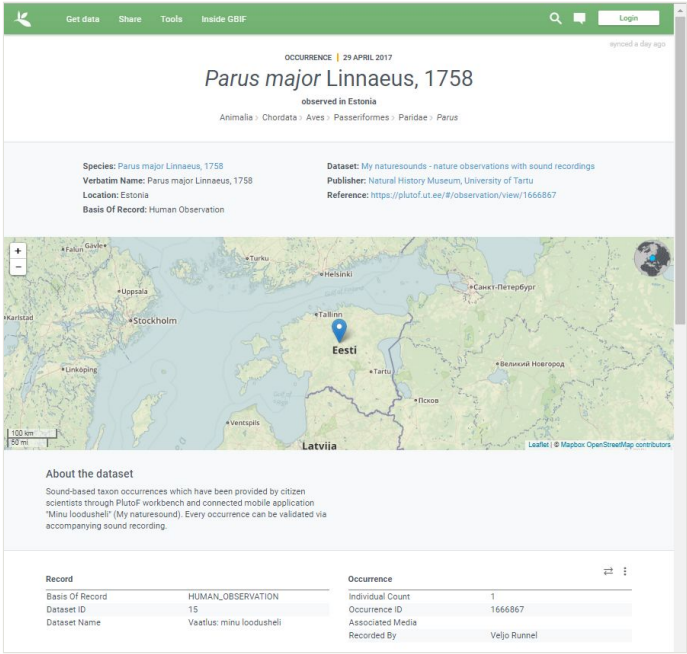 Get data Share Tools Inside GBIF Login
synced a day ago
OCCURRENCE | 29 APRIL 2017
Parus major Linnaeus, 1758
observed in Estonia
Animalia > Chordata > Aves > Passeriformes > Paridae > Parus
Species: Parus major Linnaeus, 1758
Verbatim Name: Parus major Linnaeus, 1758
Location: Estonia
Basis Of Record: Human Observation
Dataset: My naturesounds - nature observations with sound recordings
Publisher: Natural History Museum, University of Tartu
Reference: https://plutof.ut.ee/#/observation/view/1666867
+
−
Falun Gävle
Turku
Helsinki
Uppsala
Санкт-Петербург
Karlstad
Stockholm
Tallinn
Eesti
Linköping
Tartu
Великий Новгород
Псков
Ventspils
Latvija
100 km
50 mi
Leaflet | © Mapbox OpenStreetMap contributors
About the dataset
Sound-based taxon occurrences which have been provided by citizen
scientists through PlutoF workbench and connected mobile application
"Minu loodusheli" (My naturesound). Every occurrence can be validated via
accompanying sound recording.
Record
Basis Of Record HUMAN_OBSERVATION
Dataset ID 15
Dataset Name Vaatlus: minu loodusheli
Occurrence
Individual Count 1
Occurrence ID 1666867
Associated Media
Recorded By Veljo Runnel